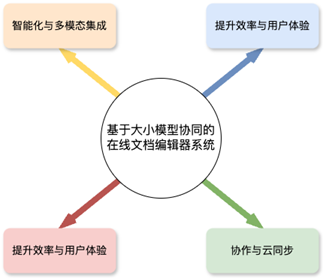 智能化与多模态集成
提升效率与用户体验
基于大小模型协同的
在线文档编辑器系统
提升效率与用户体验
协作与云同步